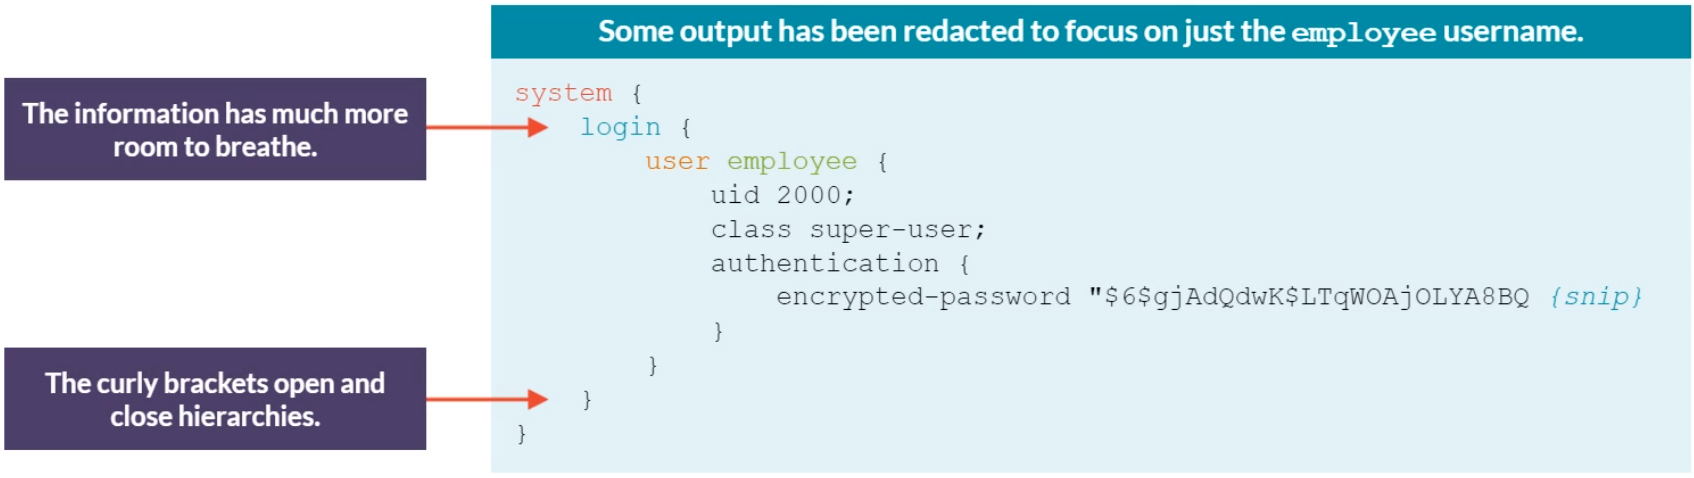 Some output has been redacted to focus on just the employee username.
The information has much more
room to breathe.
system {
login {
user employee {
uid 2000;
class super-user;
authentication {
encrypted-password "$6$gjAdQdwK$LTqWOAjOLYA8BQ {snip}
}
}
The curly brackets open and
close hierarchies.
}
}